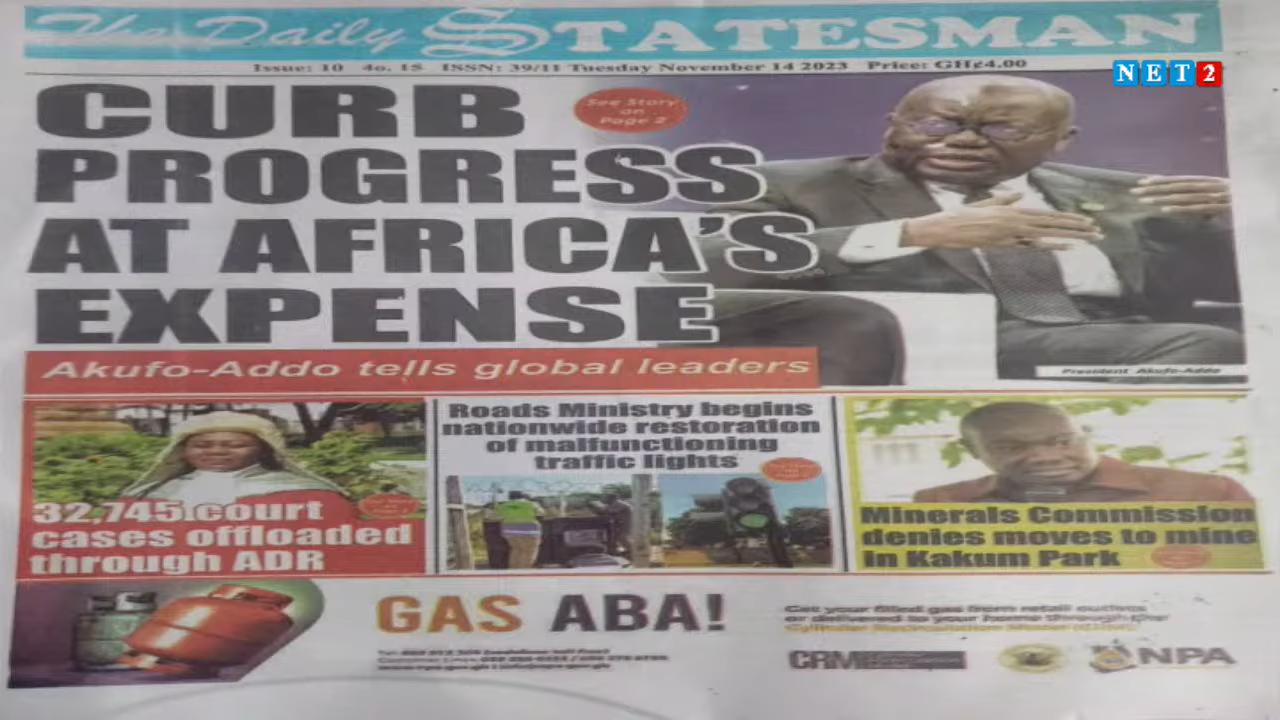 The Daily STATESMAN
NET2
Issue: 10 40. 15 ISSN: 39/11 Tuesday November 14 2023 Price: GH¢4.00
CURB
PROGRESS
AT AFRICA'S
EXPENSE
See Story
on
Page 2
Akufo-Addo tells global leaders
President Akufo-Addo
32,745 court
cases offloaded
through ADR
Roads Ministry begins
nationwide restoration
of malfunctioning
traffic lights
Minerals Commission
denies moves to mine
in Kakum Park
GAS ABA!
Get your filled gas from retail outlets
or delivered to your home through the
CRM
NPA